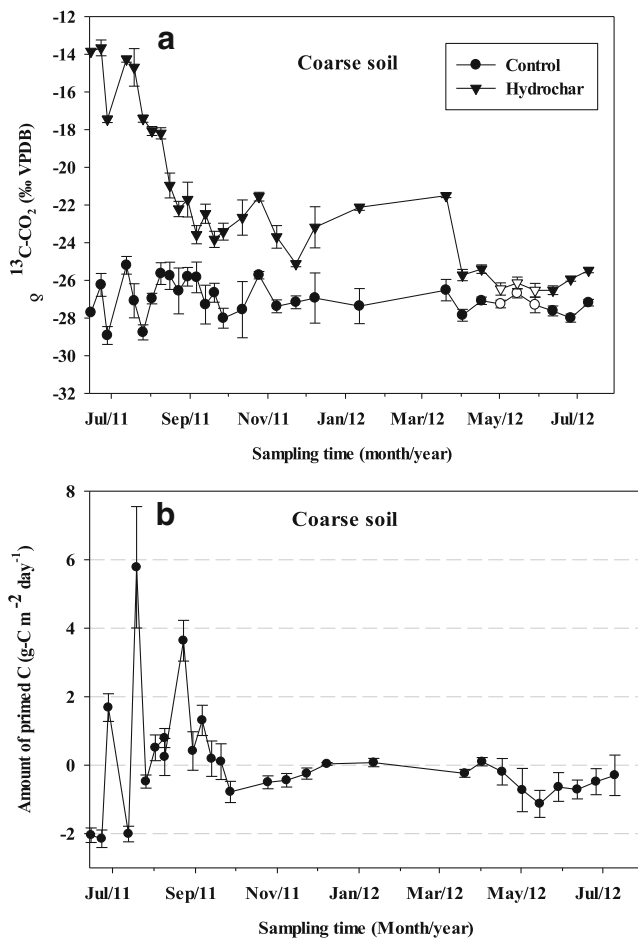 a
Coarse soil
Control
Hydrochar
-12
-14
-16
-18
-20
-22
-24
-26
-28
-30
-32
δ 13C-CO2 (‰ VPDB)
Jul/11 Sep/11 Nov/11 Jan/12 Mar/12 May/12 Jul/12
Sampling time (month/year)
b
Coarse soil
8
6
4
2
0
-2
Amount of primed C (g-C m-2 day-1)
Jul/11 Sep/11 Nov/11 Jan/12 Mar/12 May/12 Jul/12
Sampling time (Month/year)